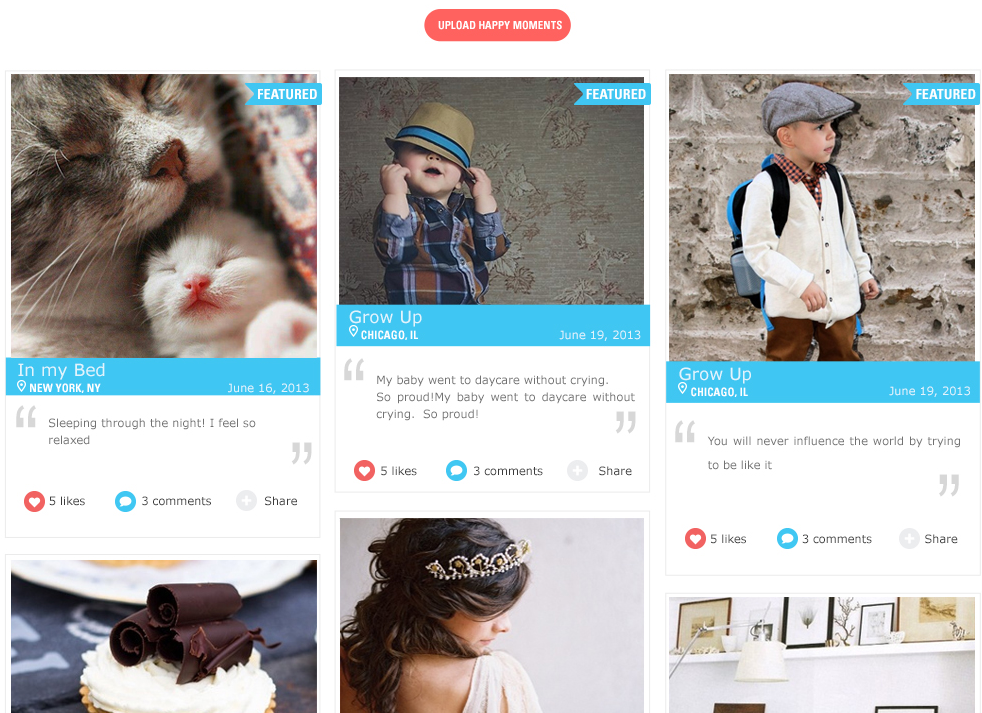 UPLOAD HAPPY MOMENTS
FEATURED
In my Bed
NEW YORK, NY
June 16, 2013
“
Sleeping through the night! I feel so
relaxed
”
5 likes
3 comments
Share
FEATURED
Grow Up
CHICAGO, IL
June 19, 2013
“
My baby went to daycare without crying.
So proud!My baby went to daycare without
crying. So proud!
”
5 likes
3 comments
Share
FEATURED
Grow Up
CHICAGO, IL
June 19, 2013
“
You will never influence the world by trying
to be like it
”
5 likes
3 comments
Share